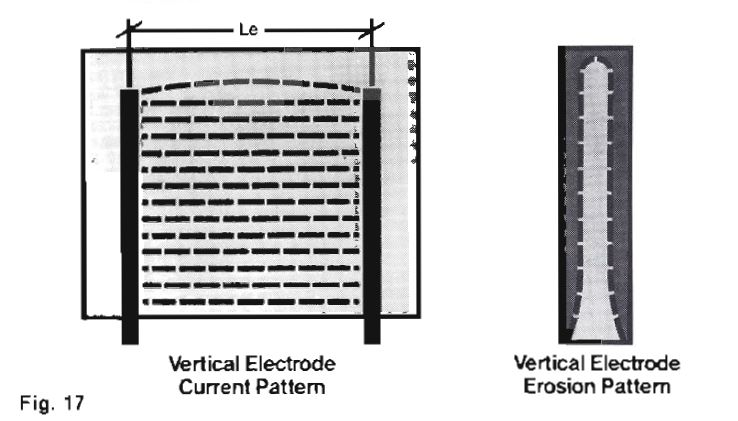 Le
Vertical Electrode
Current Pattern
Vertical Electrode
Erosion Pattern
Fig. 17